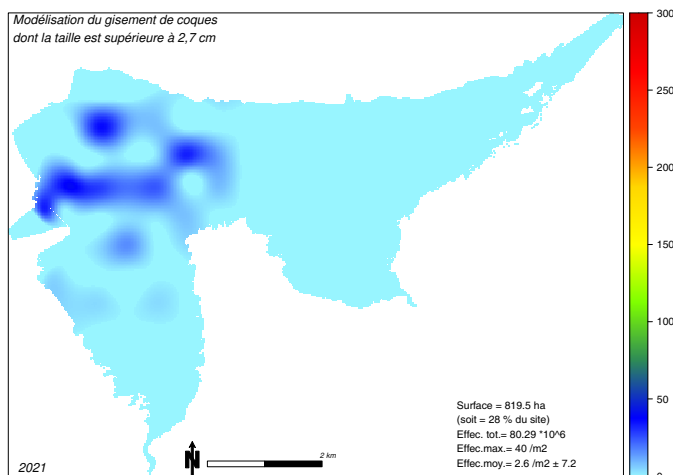 Modélisation du gisement de coques
dont la taille est supérieure à 2,7 cm
300
250
200
150
100
50
0
Surface = 819.5 ha
(soit = 28 % du site)
Effec. tot.= 80.29 *10^6
Effec.max.= 40 /m2
Effec.moy.= 2.6 /m2 ± 7.2
N
2 km
2021